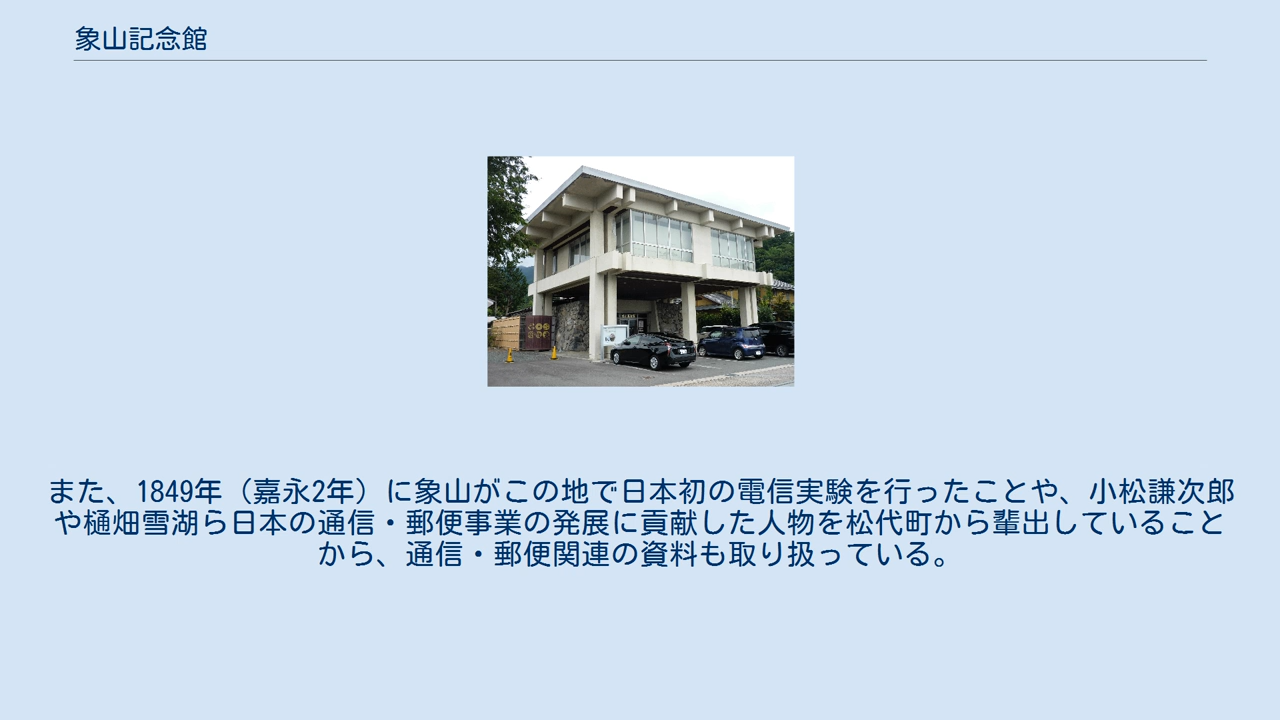 象山記念館
また、1849年（嘉永2年）に象山がこの地で日本初の電信実験を行ったことや、小松謙次郎
や樋畑雪湖ら日本の通信・郵便事業の発展に貢献した人物を松代町から輩出していること
から、通信・郵便関連の資料も取り扱っている。